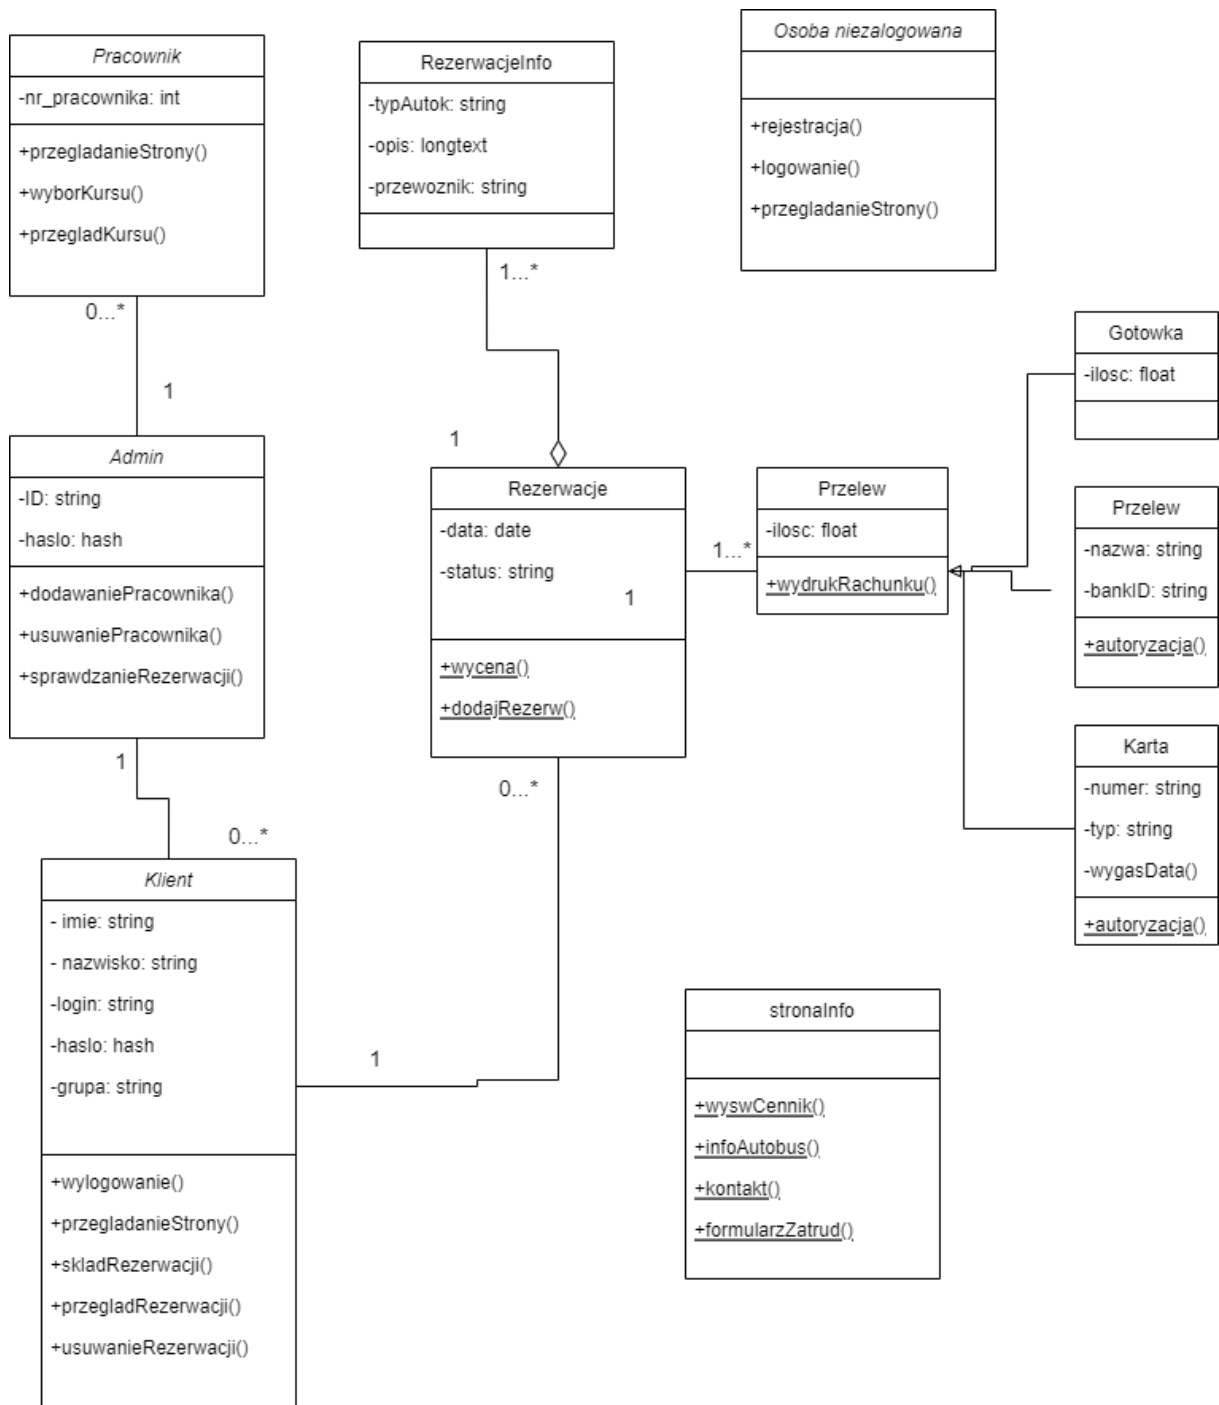 Pracownik
-nr_pracownika: int
+przegladanieStrony()
+wyborKursu()
+przegladKursu()
0...*
1
Admin
-ID: string
-haslo: hash
+dodawaniePracownika()
+usuwaniePracownika()
+sprawdzanieRezerwacji()
1
0...*
Klient
- imie: string
- nazwisko: string
-login: string
-haslo: hash
-grupa: string
+wylogowanie()
+przegladanieStrony()
+skladRezerwacji()
+przegladRezerwacji()
+usuwanieRezerwacji()
1
RezerwacjeInfo
-typAutok: string
-opis: longtext
-przewoznik: string
1...*
1
Rezerwacje
-data: date
-status: string
1
+wycena()
+dodajRezerw()
0...*
Osoba niezalogowana
+rejestracja()
+logowanie()
+przegladanieStrony()
1...*
Przelew
-ilosc: float
+wydrukRachunku()
Gotowka
-ilosc: float
Przelew
-nazwa: string
-bankID: string
+autoryzacja()
Karta
-numer: string
-typ: string
-wygasData()
+autoryzacja()
stronaInfo
+wyswCennik()
+infoAutobus()
+kontakt()
+formularzZatrud()